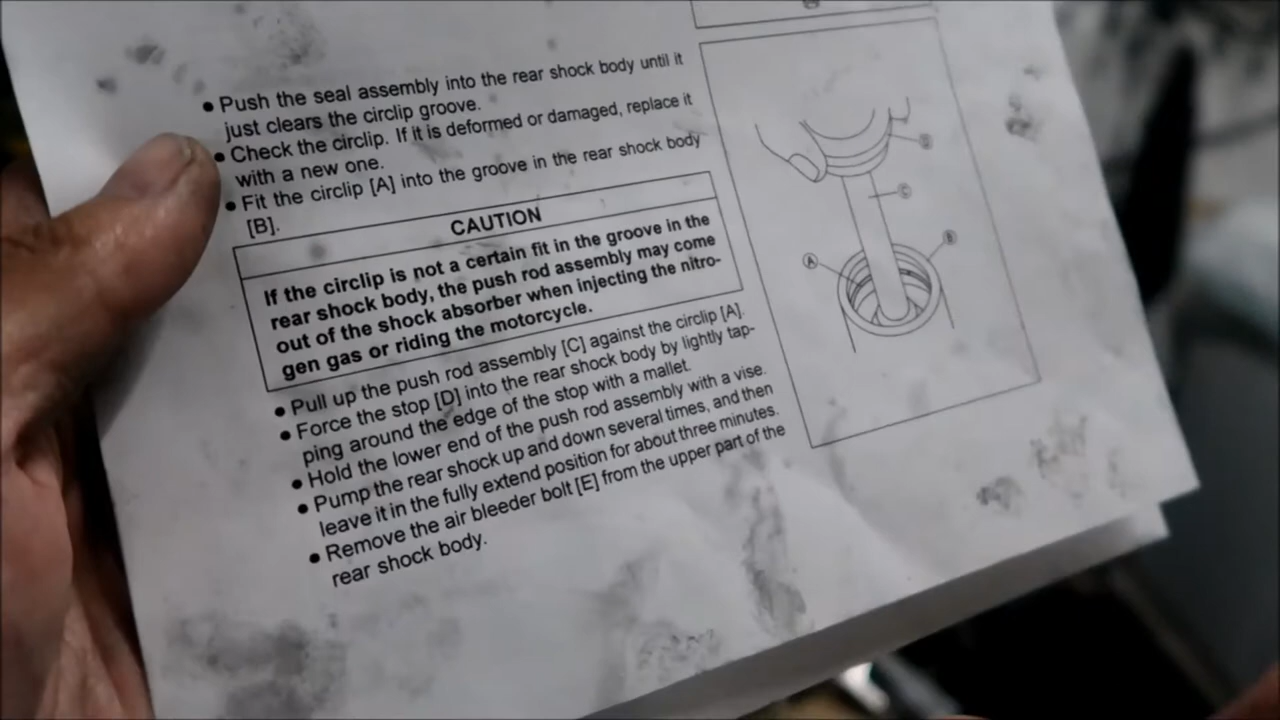 ● Push the seal assembly into the rear shock body until it
just clears the circlip groove.
● Check the circlip. If it is deformed or damaged, replace it
with a new one.
● Fit the circlip [A] into the groove in the rear shock body
[B].
CAUTION
If the circlip is not a certain fit in the groove in the
rear shock body, the push rod assembly may come
out of the shock absorber when injecting the nitro-
gen gas or riding the motorcycle.
● Pull up the push rod assembly [C] against the circlip [A].
● Force the stop [D] into the rear shock body by lightly tap-
ping around the edge of the stop with a mallet.
● Hold the lower end of the push rod assembly with a vise.
● Pump the rear shock up and down several times, and then
leave it in the fully extend position for about three minutes.
● Remove the air bleeder bolt [E] from the upper part of the
rear shock body.
D
C
B
A